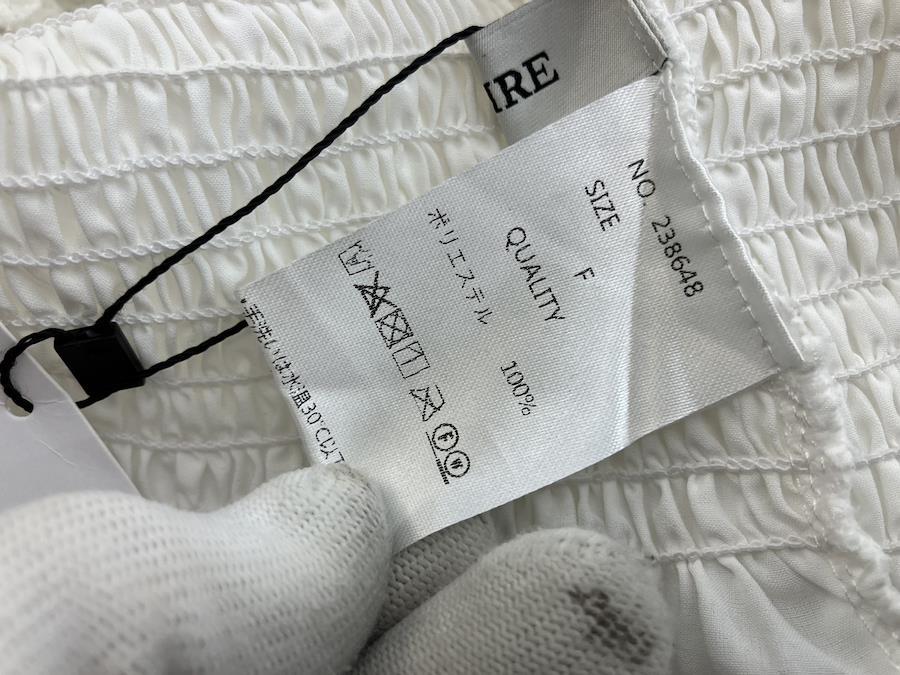 IRE
NO. 238648
SIZE F
QUALITY
ポリエステル 100%
手洗いは水温30℃以下